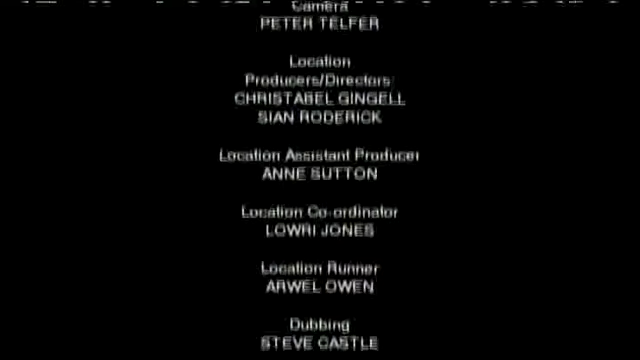 Camera
PETER TELFER
Location
Producers/Directors
CHRISTABEL GINGELL
SIAN RODERICK
Location Assistant Producer
ANNE SUTTON
Location Co-ordinator
LOWRI JONES
Location Runner
ARWEL OWEN
Dubbing
STEVE CASTLE